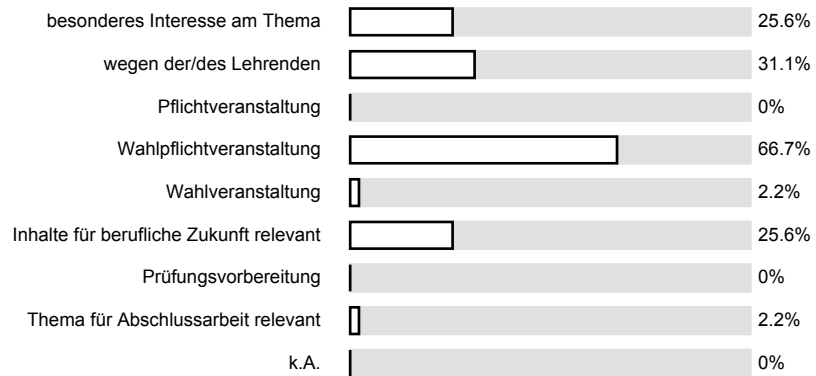 besonderes Interesse am Thema 25.6%
wegen der/des Lehrenden 31.1%
Pflichtveranstaltung 0%
Wahlpflichtveranstaltung 66.7%
Wahlveranstaltung 2.2%
Inhalte für berufliche Zukunft relevant 25.6%
Prüfungsvorbereitung 0%
Thema für Abschlussarbeit relevant 2.2%
k.A. 0%